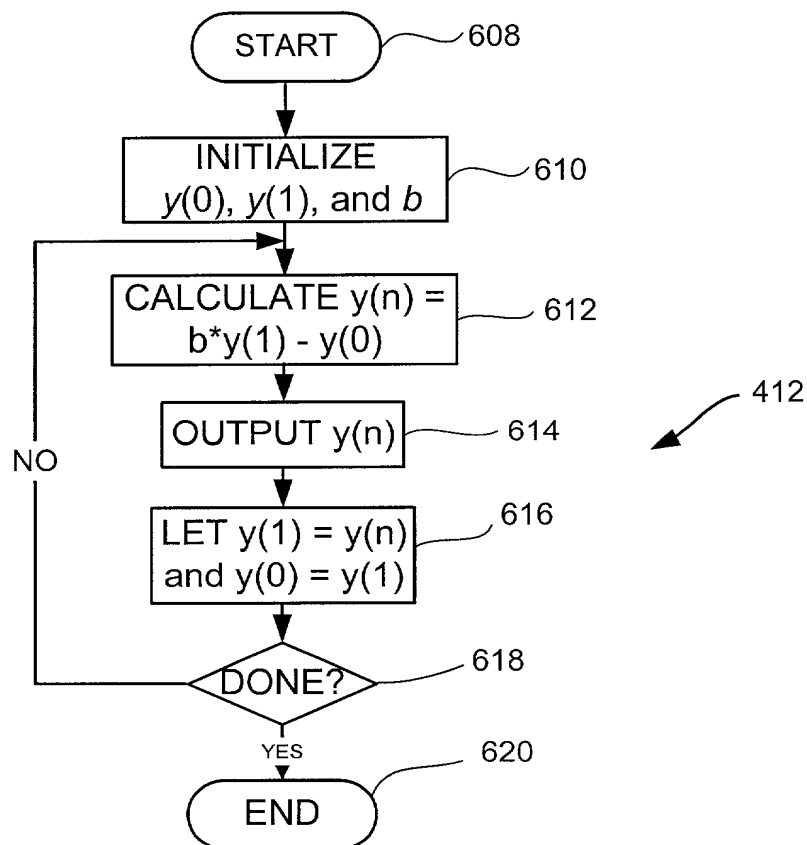 START
608
INITIALIZE
y(0), y(1), and b
610
CALCULATE y(n) =
b*y(1) - y(0)
612
412
OUTPUT y(n)
614
NO
LET y(1) = y(n)
and y(0) = y(1)
616
DONE?
618
YES
END
620